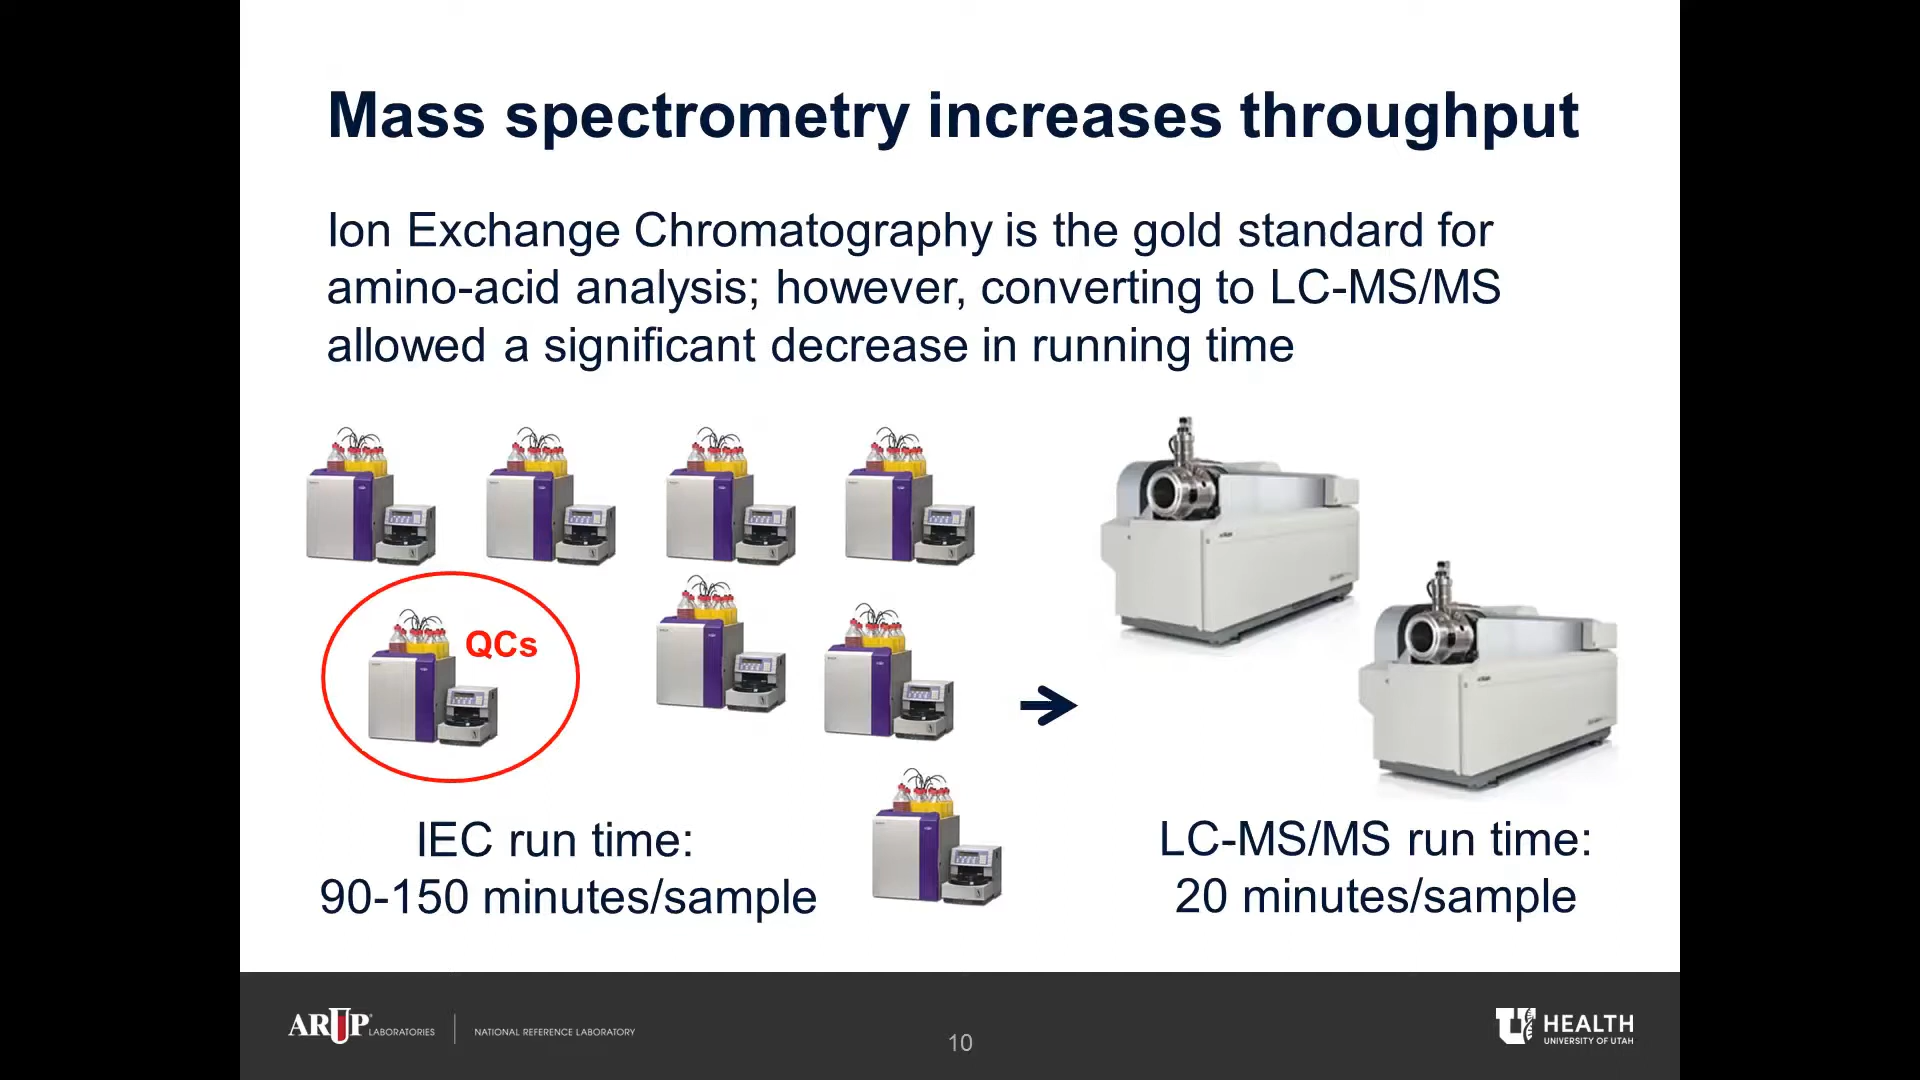 Mass spectrometry increases throughput
Ion Exchange Chromatography is the gold standard for
amino-acid analysis; however, converting to LC-MS/MS
allowed a significant decrease in running time
QCs
IEC run time:
90-150 minutes/sample
LC-MS/MS run time:
20 minutes/sample
ARUP LABORATORIES
NATIONAL REFERENCE LABORATORY
10
U HEALTH
UNIVERSITY OF UTAH